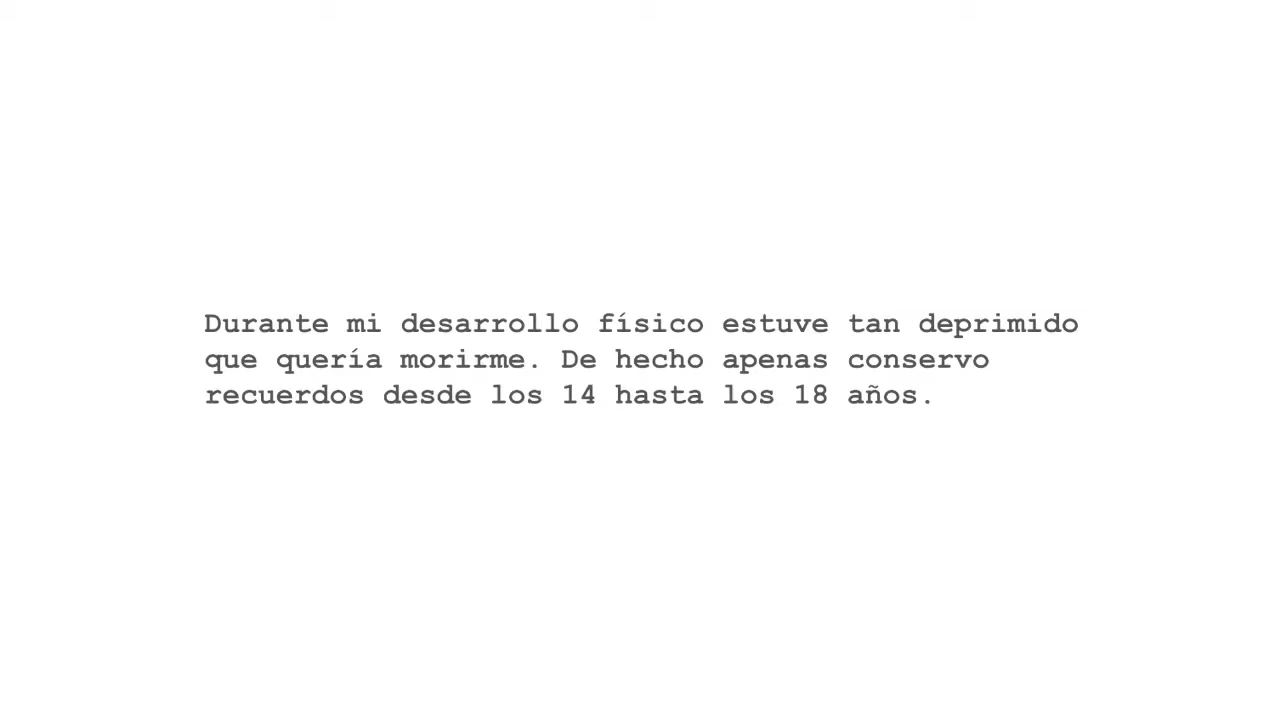 Durante mi desarrollo físico estuve tan deprimido
que quería morirme. De hecho apenas conservo
recuerdos desde los 14 hasta los 18 años.